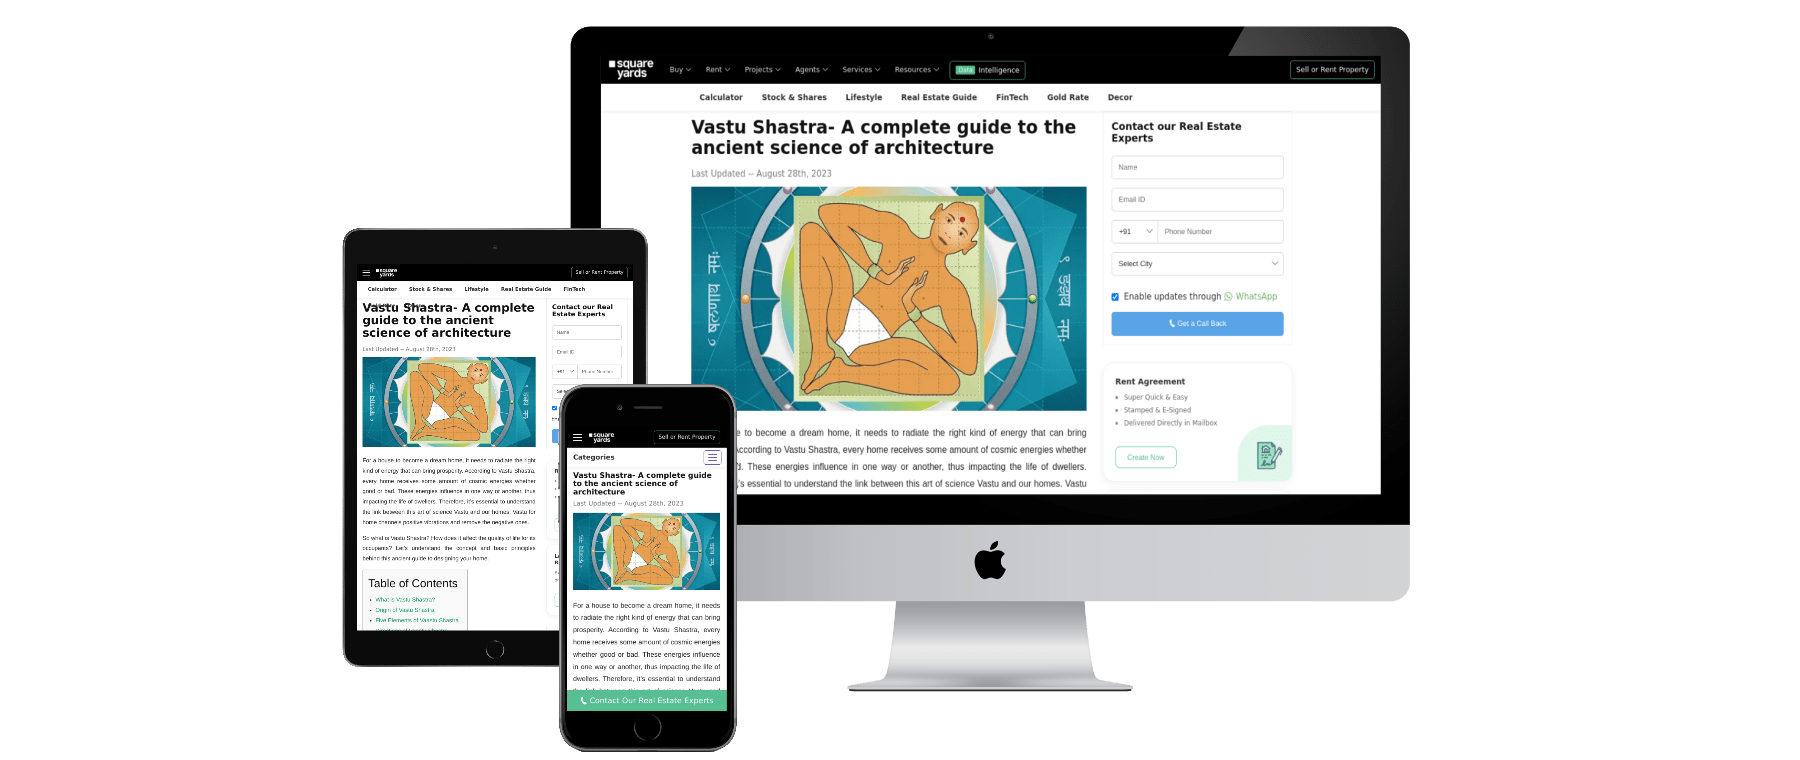 square
yards
Buy
Rent
Projects
Agents
Services
Resources
Data Intelligence
Sell or Rent Property
Calculator
Stock & Shares
Lifestyle
Real Estate Guide
FinTech
Gold Rate
Decor
Vastu Shastra- A complete guide to the
ancient science of architecture
Last Updated -- August 28th, 2023
to become a dream home, it needs to radiate the right kind of energy that can bring
According to Vastu Shastra, every home receives some amount of cosmic energies whether
These energies influence in one way or another, thus impacting the life of dwellers.
essential to understand the link between this art of science Vastu and our homes. Vastu
Contact our Real Estate
Experts
Name
Email ID
+91
Phone Number
Select City
Enable updates through WhatsApp
Get a Call Back
Rent Agreement
Super Quick & Easy
Stamped & E-Signed
Delivered Directly in Mailbox
Create Now
square
yards
Sell or Rent Property
Calculator
Stock & Shares
Lifestyle
Real Estate Guide
FinTech
Vastu Shastra- A complete
guide to the ancient
science of architecture
Last Updated -- August 28th, 2023
For a house to become a dream home, it needs to radiate the right
kind of energy that can bring prosperity. According to Vastu Shastra,
every home receives some amount of cosmic energies whether
good or bad. These energies influence in one way or another, thus
impacting the life of dwellers. Therefore, it's essential to understand
the link between this art of science Vastu and our homes. Vastu for
home channels positive vibrations and remove the negative ones.
So what is Vastu Shastra? How does it affect the quality of life for its
occupants? Let's understand the concept and basic principles
behind this ancient guide to designing your home.
Table of Contents
What is Vastu Shastra?
Origin of Vastu Shastra
Five Elements of Vaastu Shastra
Contact our Real
Estate Experts
Name
Email ID
+91
Phone Number
square
yards
Sell or Rent Property
Categories
Vastu Shastra- A complete guide
to the ancient science of
architecture
Last Updated -- August 28th, 2023
For a house to become a dream home, it needs
to radiate the right kind of energy that can bring
prosperity. According to Vastu Shastra, every
home receives some amount of cosmic energies
whether good or bad. These energies influence
in one way or another, thus impacting the life of
dwellers. Therefore, it's essential to understand
Contact Our Real Estate Experts